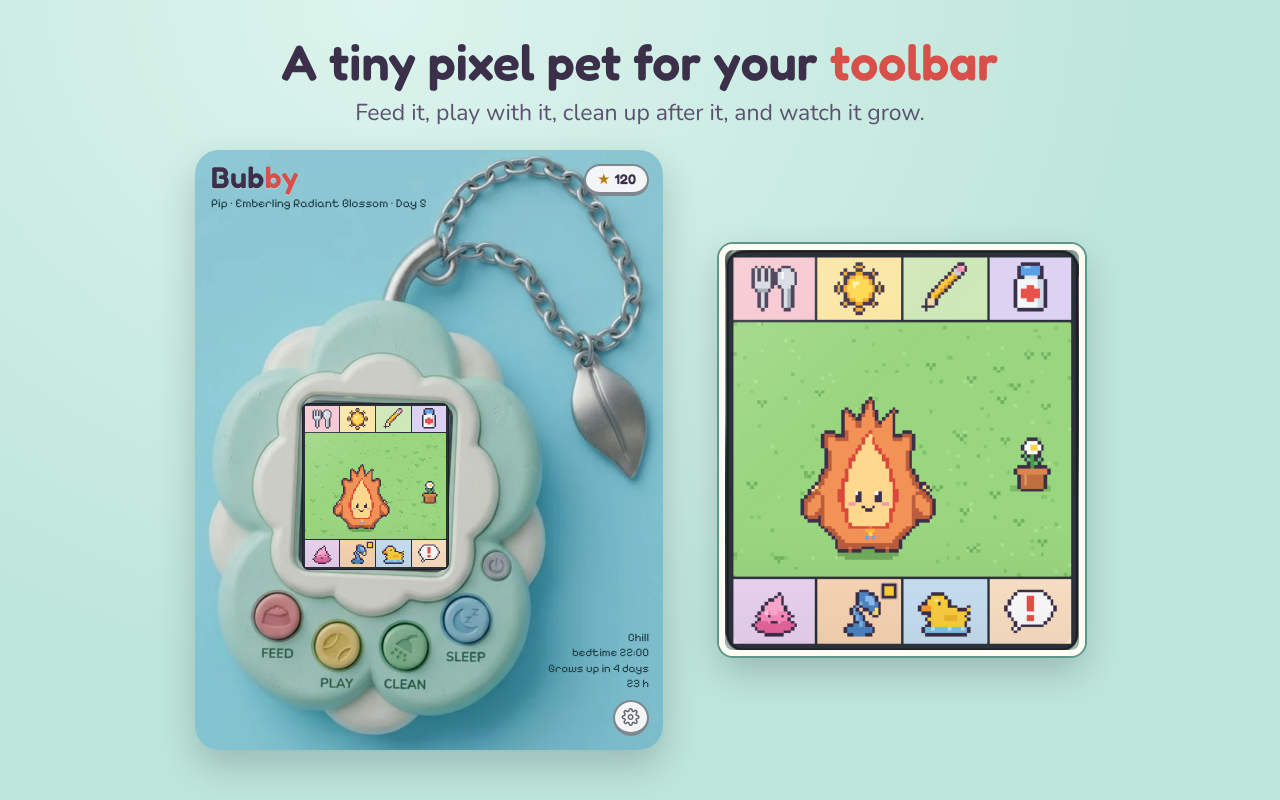 A tiny pixel pet for your toolbar
Feed it, play with it, clean up after it, and watch it grow.
Bubby
★ 120
Pip · Emberling Radiant Blossom · Day 8
FEED
PLAY
CLEAN
SLEEP
Chill
bedtime 22:00
Grows up in 4 days
23 h